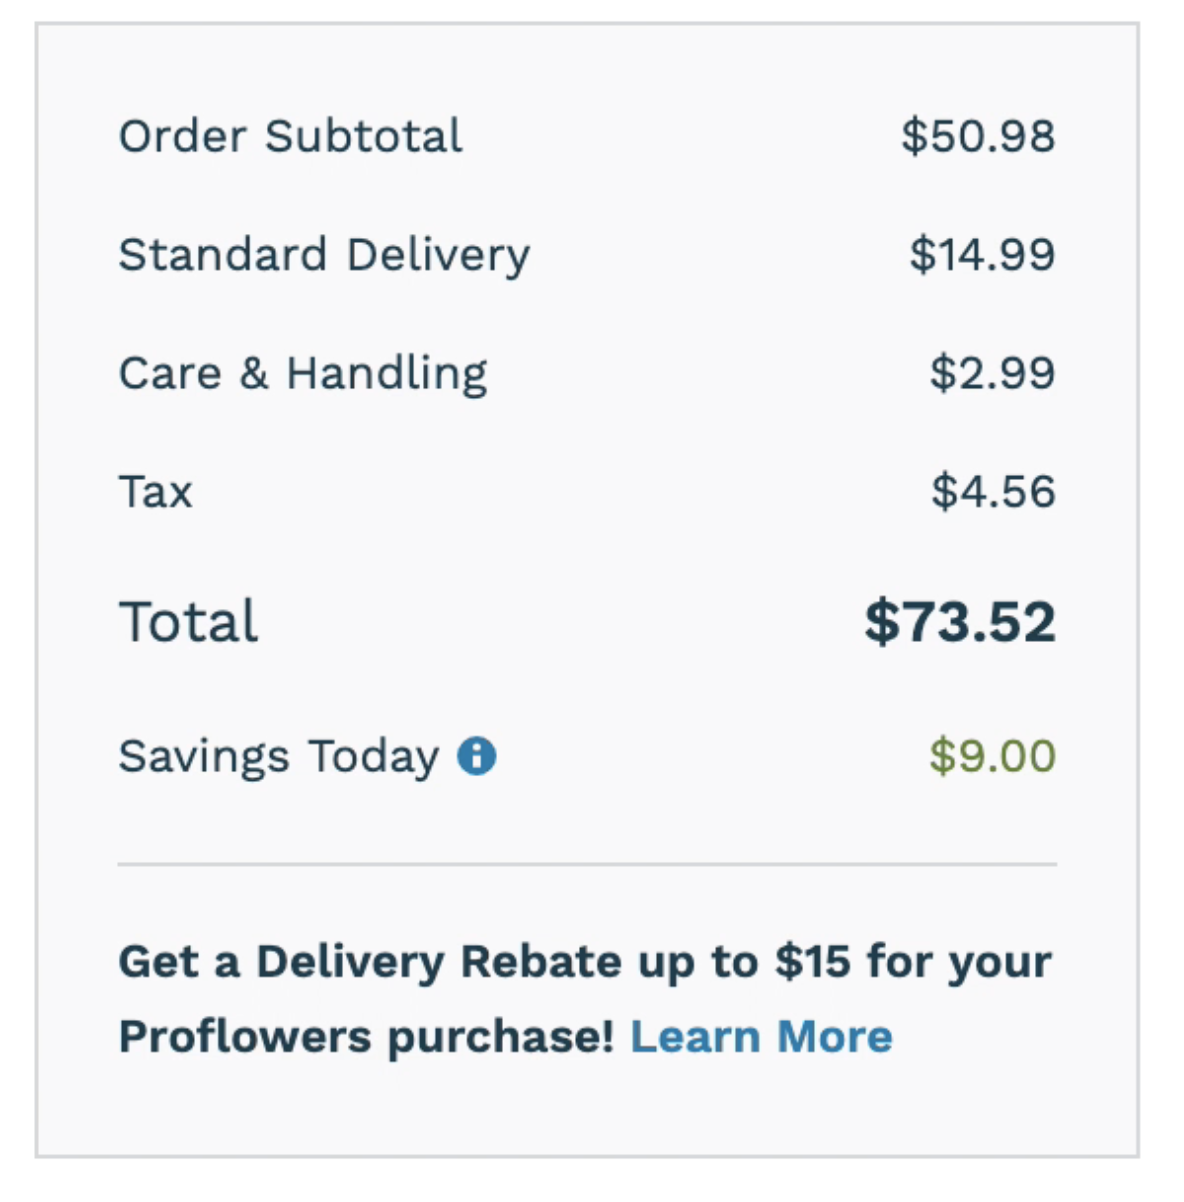 Order Subtotal $50.98
Standard Delivery $14.99
Care & Handling $2.99
Tax $4.56
Total $73.52
Savings Today $9.00
Get a Delivery Rebate up to $15 for your
Proflowers purchase! Learn More